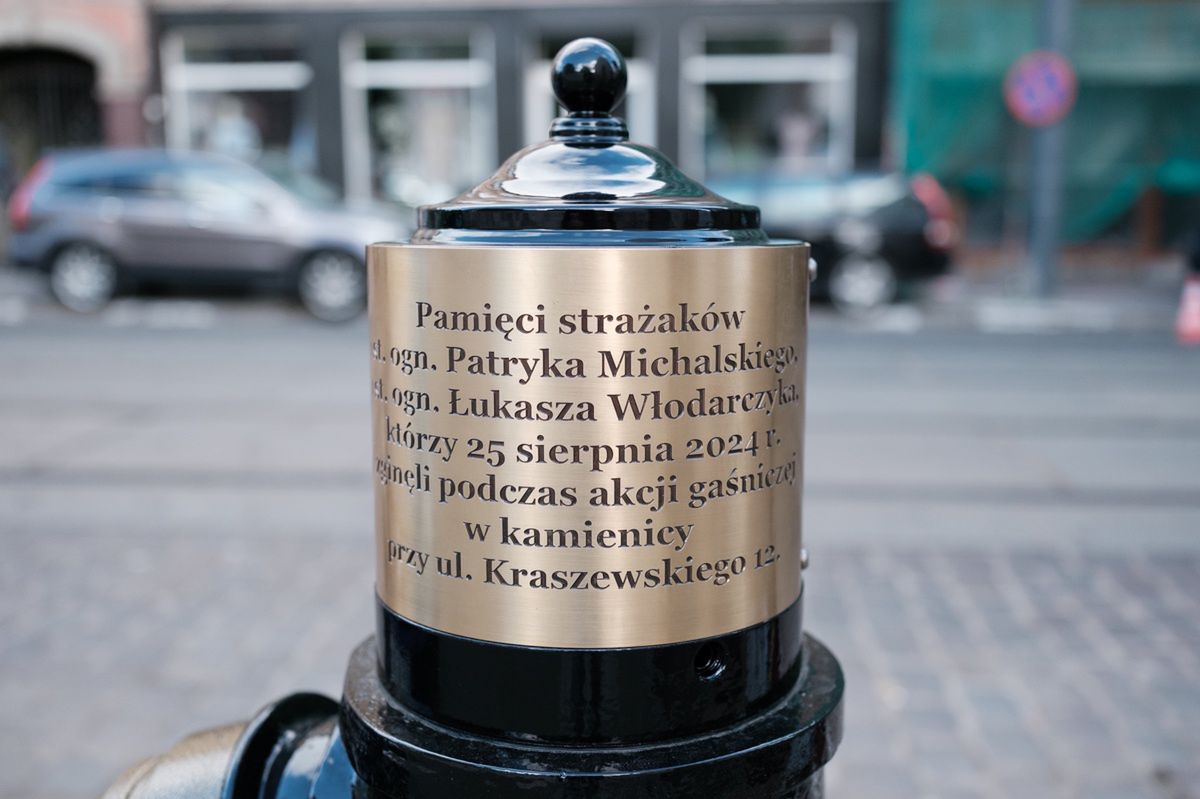 Pamięci strażaków
st. ogn. Patryka Michalskiego,
st. ogn. Łukasza Włodarczyka,
którzy 25 sierpnia 2024 r.
zginęli podczas akcji gaśniczej
w kamienicy
przy ul. Kraszewskiego 12.